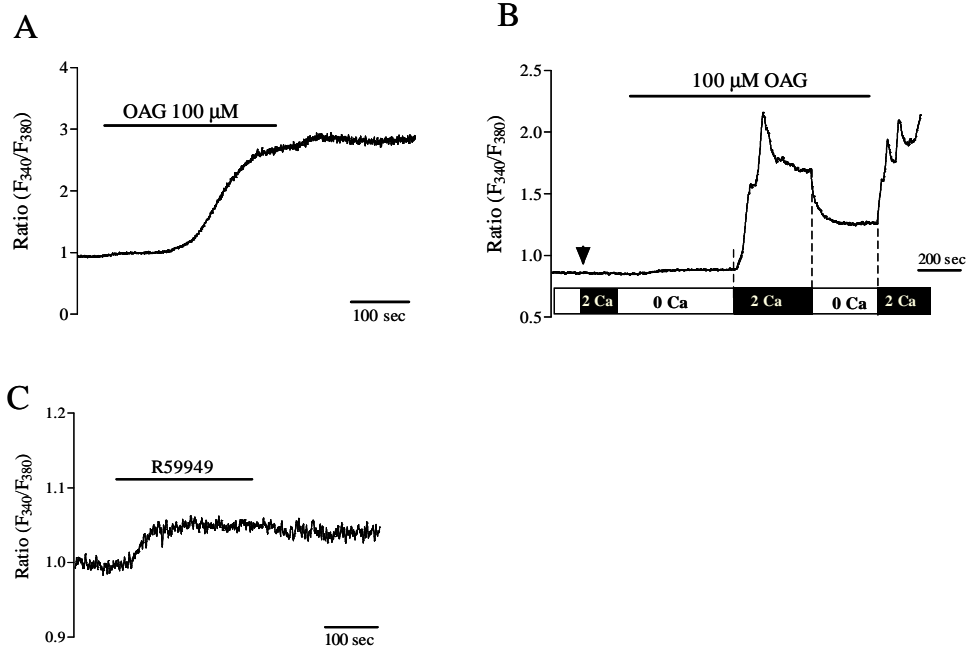 A
4
3
2
1
0
Ratio (F340/F380)
OAG 100 µM
100 sec
B
2.5
2.0
1.5
1.0
0.5
Ratio (F340/F380)
100 µM OAG
200 sec
2 Ca
0 Ca
2 Ca
0 Ca
2 Ca
C
1.2
1.1
1.0
0.9
Ratio (F340/F380)
R59949
100 sec